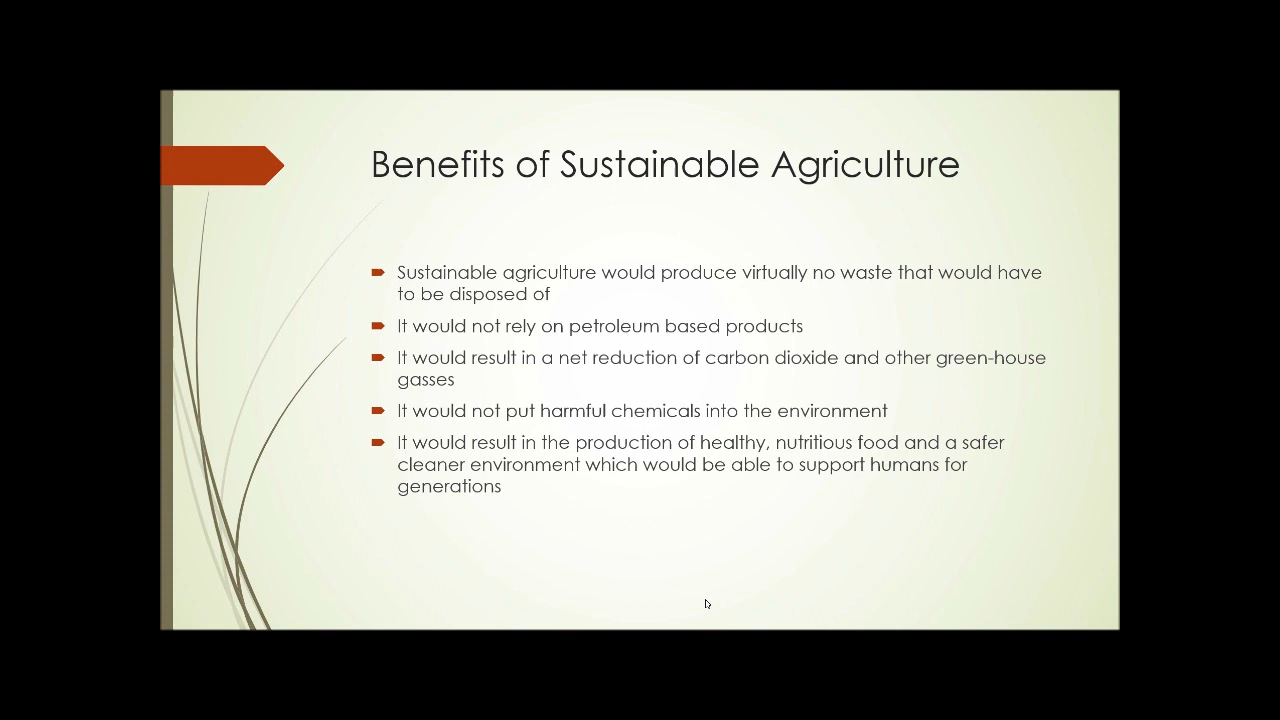 Benefits of Sustainable Agriculture
Sustainable agriculture would produce virtually no waste that would have
to be disposed of
It would not rely on petroleum based products
It would result in a net reduction of carbon dioxide and other green-house
gasses
It would not put harmful chemicals into the environment
It would result in the production of healthy, nutritious food and a safer
cleaner environment which would be able to support humans for
generations